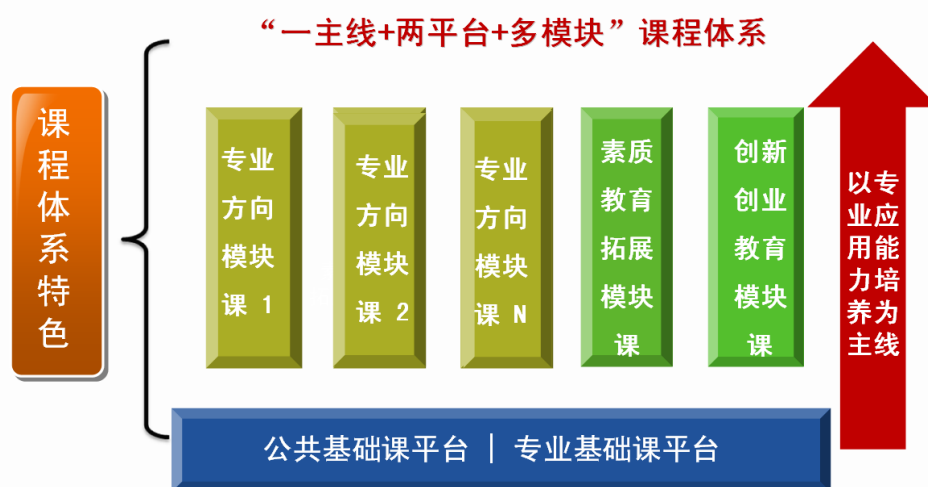 “一主线+两平台+多模块”课程体系
课程体系特色
专业
方向
模块
课 1
专业
方向
模块
课 2
专业
方向
模块
课 N
素质
教育
拓展
模块
课
创新
创业
教育
模块
课
以专
业应
用能
力培
养为
主线
公共基础课平台 | 专业基础课平台